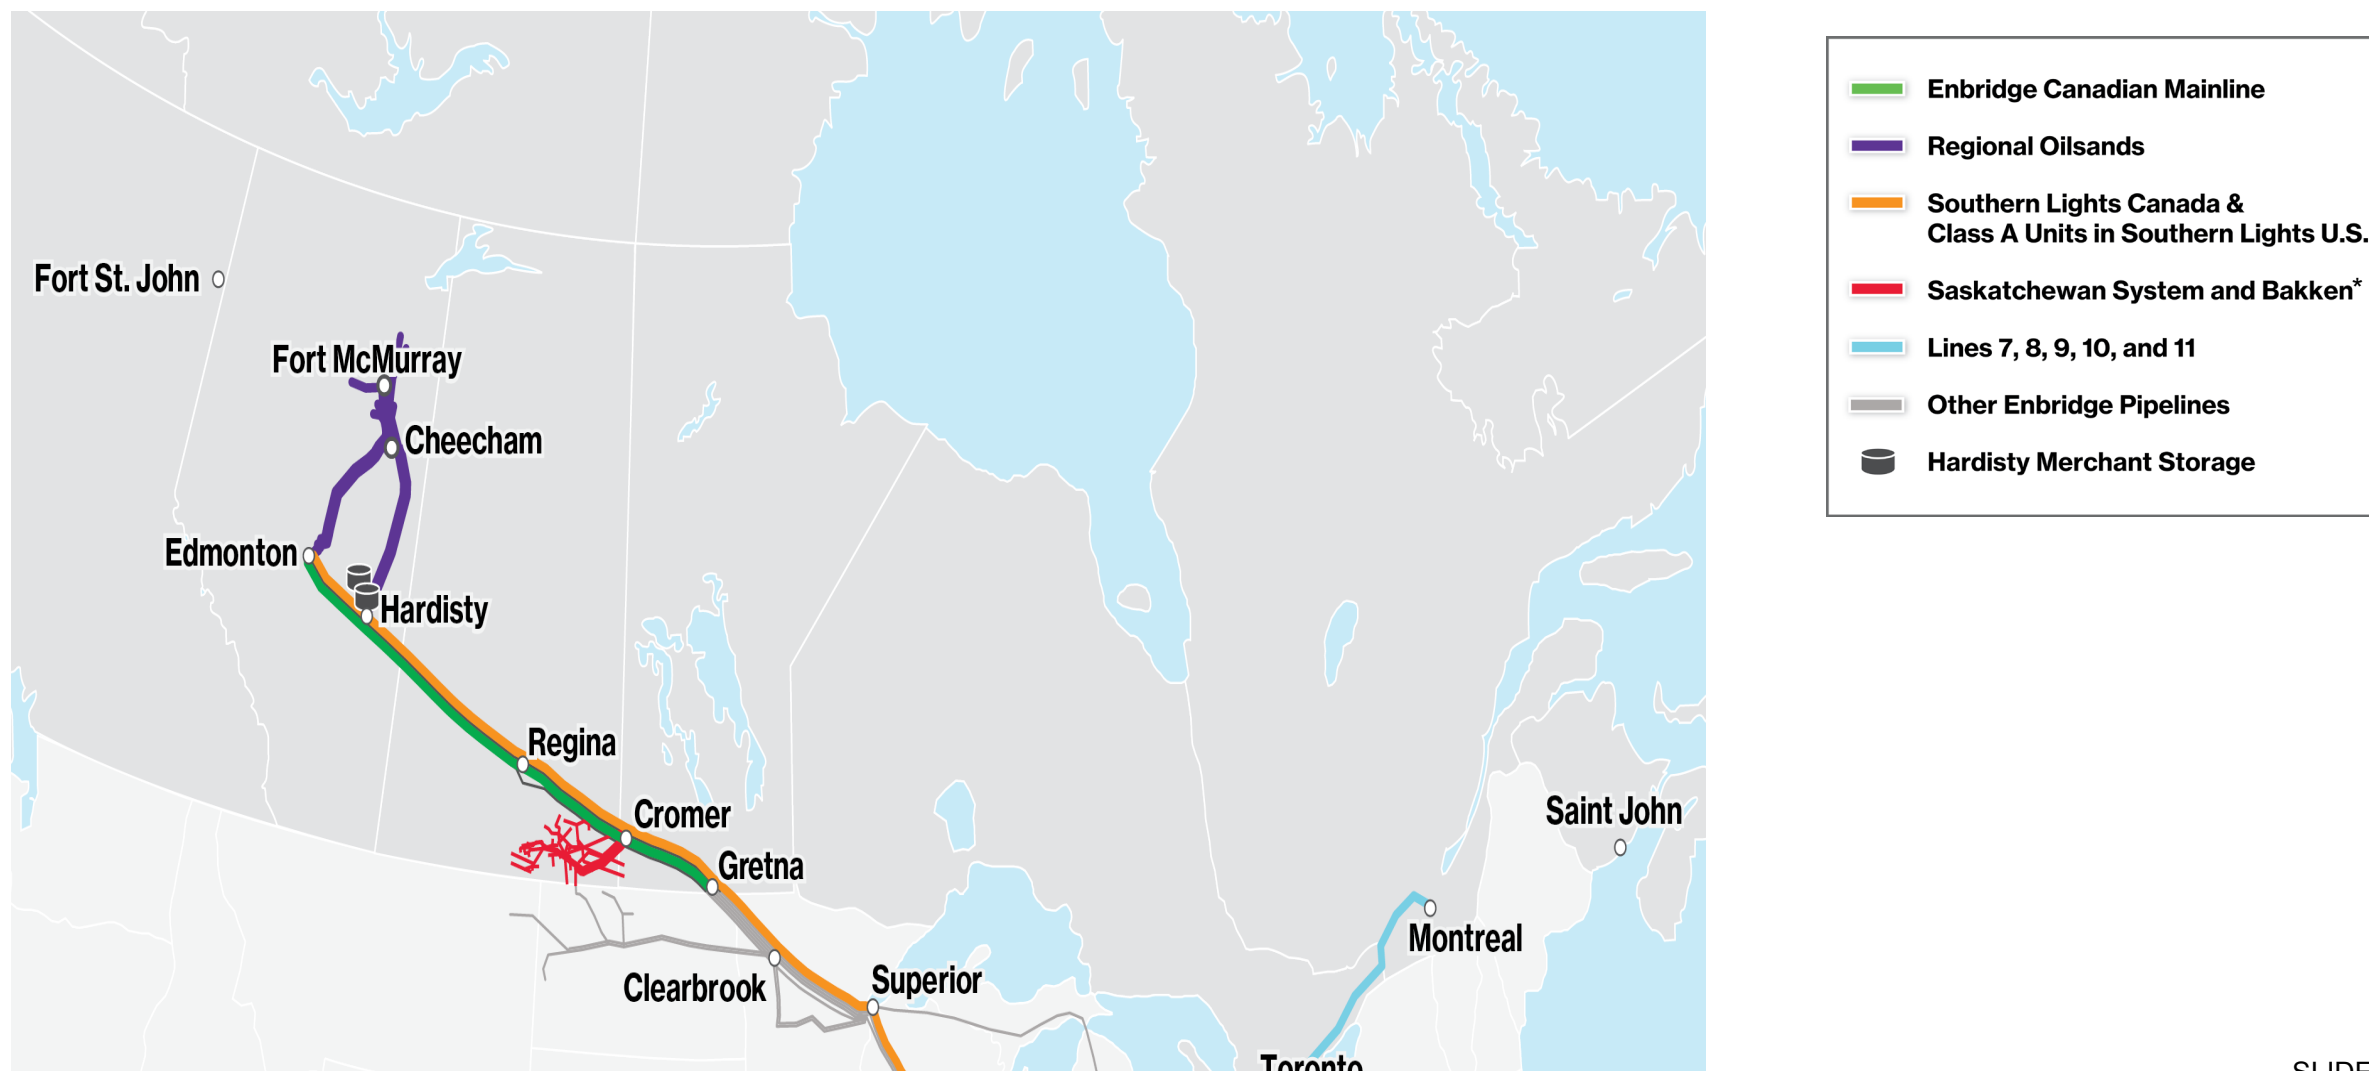 Enbridge Canadian Mainline
Regional Oilsands
Southern Lights Canada &
Class A Units in Southern Lights U.S.
Saskatchewan System and Bakken*
Lines 7, 8, 9, 10, and 11
Other Enbridge Pipelines
Hardisty Merchant Storage
Fort St. John
Fort McMurray
Cheecham
Edmonton
Hardisty
Regina
Cromer
Gretna
Saint John
Montreal
Clearbrook
Superior
Toronto
SLIDE